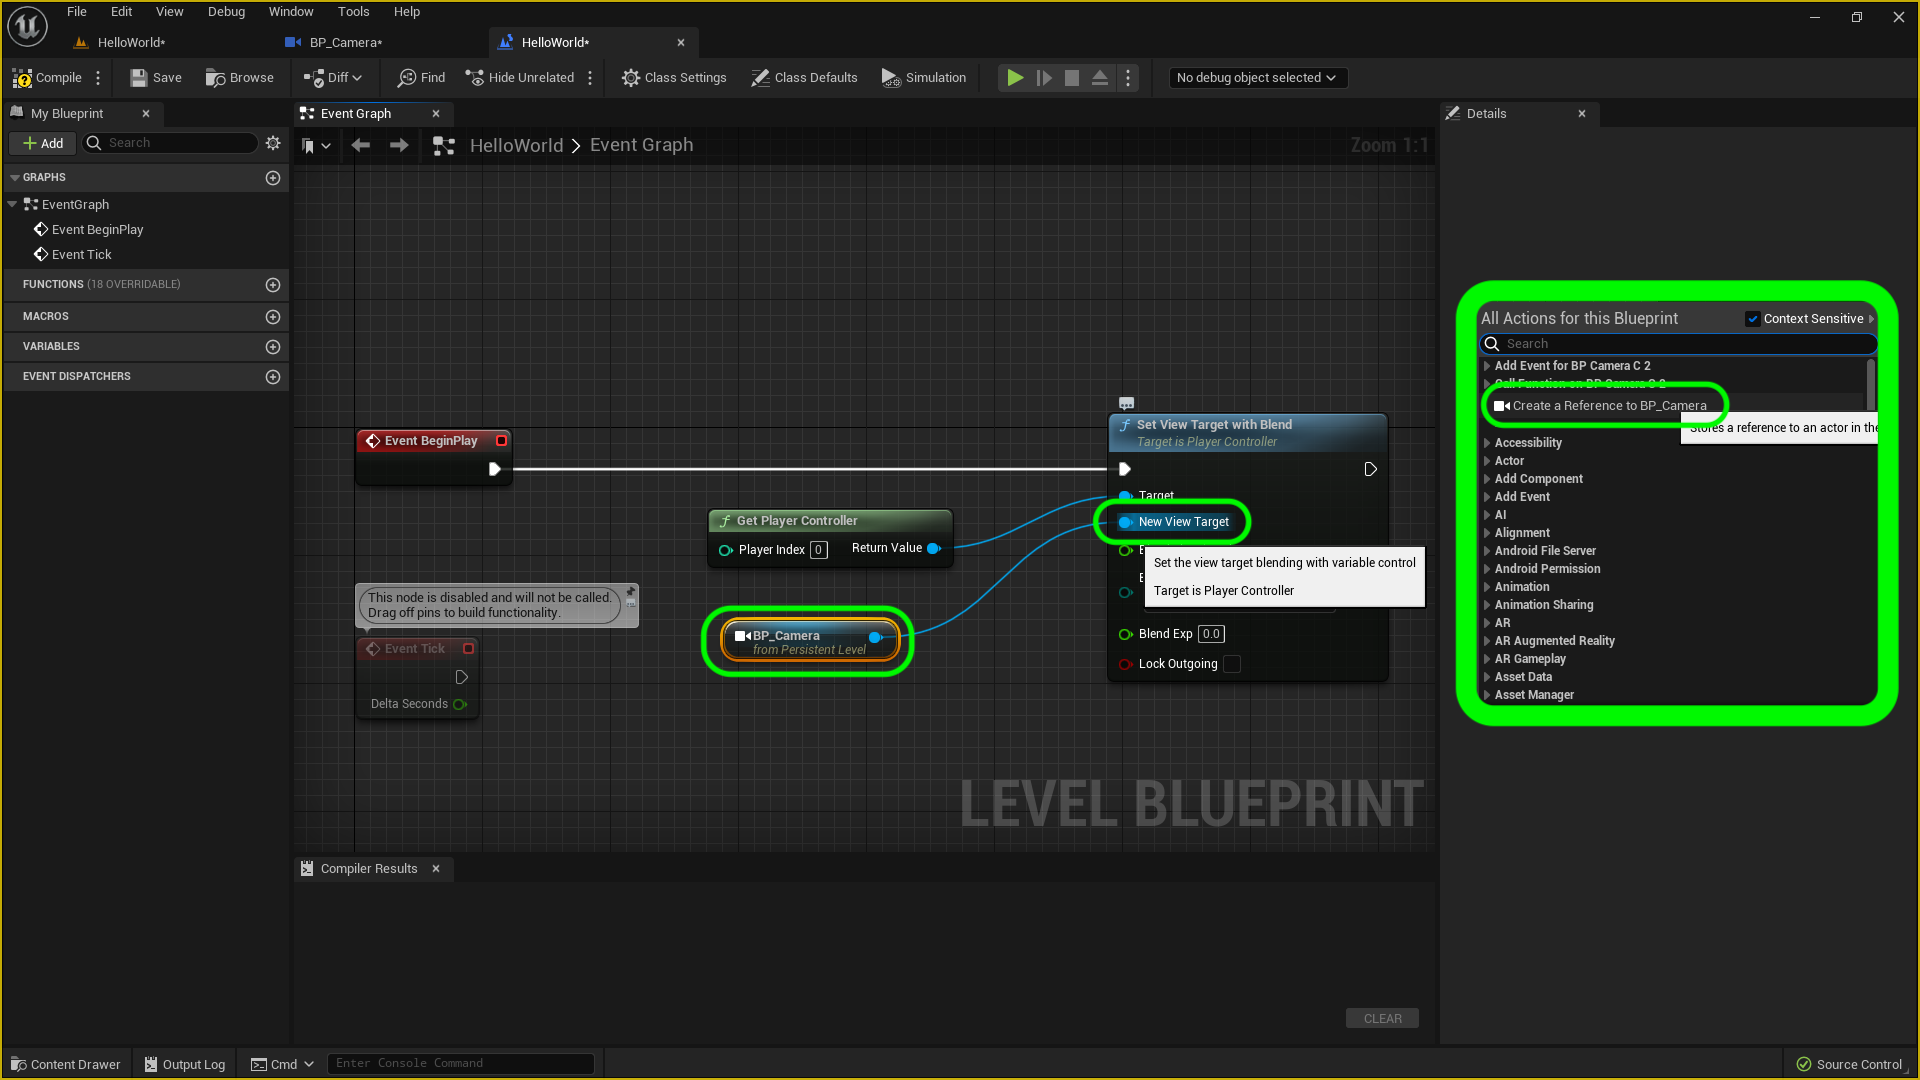 File Edit View Debug Window Tools Help
HelloWorld* BP_Camera* HelloWorld*
Compile Save Browse Diff Find Hide Unrelated Class Settings Class Defaults Simulation No debug object selected
My Blueprint
Add Search
GRAPHS
EventGraph
Event BeginPlay
Event Tick
FUNCTIONS (18 OVERRIDABLE)
MACROS
VARIABLES
EVENT DISPATCHERS
Event Graph
HelloWorld > Event Graph Zoom 1:1
Event BeginPlay
This node is disabled and will not be called.
Drag off pins to build functionality.
Event Tick
Delta Seconds
Get Player Controller
Player Index 0 Return Value
BP_Camera
from Persistent Level
Set View Target with Blend
Target is Player Controller
Target
New View Target
Set the view target blending with variable control
Target is Player Controller
Blend Exp 0.0
Lock Outgoing
LEVEL BLUEPRINT
Compiler Results
CLEAR
Details
All Actions for this Blueprint Context Sensitive
Search
Add Event for BP Camera C 2
Call Function on BP Camera C 2
Create a Reference to BP_Camera
Stores a reference to an actor in the
Accessibility
Actor
Add Component
Add Event
AI
Alignment
Android File Server
Android Permission
Animation
Animation Sharing
AR
AR Augmented Reality
AR Gameplay
Asset Data
Asset Manager
Content Drawer Output Log Cmd Enter Console Command Source Control